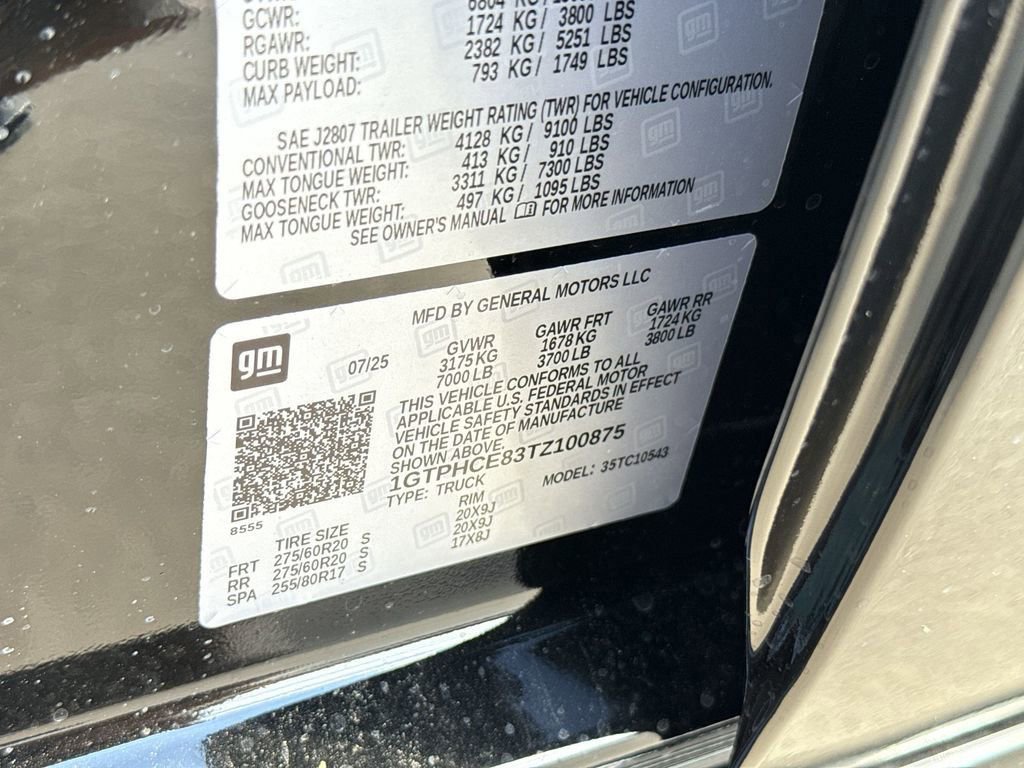 GCWR: 1724 KG/ 3800 LBS
RGAWR: 2382 KG/ 5251 LBS
CURB WEIGHT: 793 KG/ 1749 LBS
MAX PAYLOAD:
SAE J2807 TRAILER WEIGHT RATING (TWR) FOR VEHICLE CONFIGURATION.
CONVENTIONAL TWR: 4128 KG/ 9100 LBS
MAX TONGUE WEIGHT: 413 KG/ 910 LBS
GOOSENECK TWR: 3311 KG/ 7300 LBS
MAX TONGUE WEIGHT: 497 KG/ 1095 LBS
SEE OWNER'S MANUAL FOR MORE INFORMATION
MFD BY GENERAL MOTORS LLC
gm 07/25 GVWR GAWR FRT GAWR RR
3175 KG 1678 KG 1724 KG
7000 LB 3700 LB 3800 LB
THIS VEHICLE CONFORMS TO ALL
APPLICABLE U.S. FEDERAL MOTOR
VEHICLE SAFETY STANDARDS IN EFFECT
ON THE DATE OF MANUFACTURE
SHOWN ABOVE.
1GTPHCE83TZ100875
TYPE: TRUCK MODEL: 35TC10543
8555
TIRE SIZE RIM
FRT 275/60R20 S 20X9J
RR 275/60R20 S 20X9J
SPA 255/80R17 S 17X8J